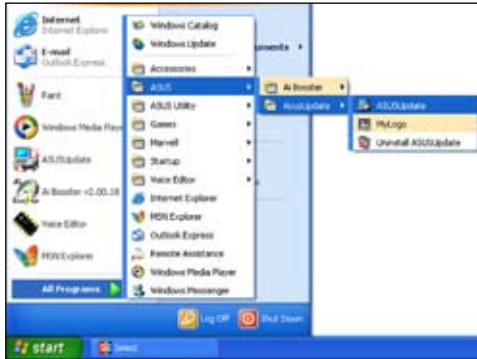 Internet
Internet Explorer
E-mail
Outlook Express
Paint
Windows Media Player
ASUSUpdate
Ai Booster v2.00.18
Voice Editor
MSN Explorer
All Programs
Windows Catalog
Windows Update
Accessories
ASUS
ASUS Utility
Games
Marvell
Startup
Voice Editor
Internet Explorer
MSN Explorer
Outlook Express
Remote Assistance
Windows Media Player
Windows Messenger
Ai Booster
AsusUpdate
ASUSUpdate
MyLogo
Uninstall ASUSUpdate
Log Off
Shut Down
start